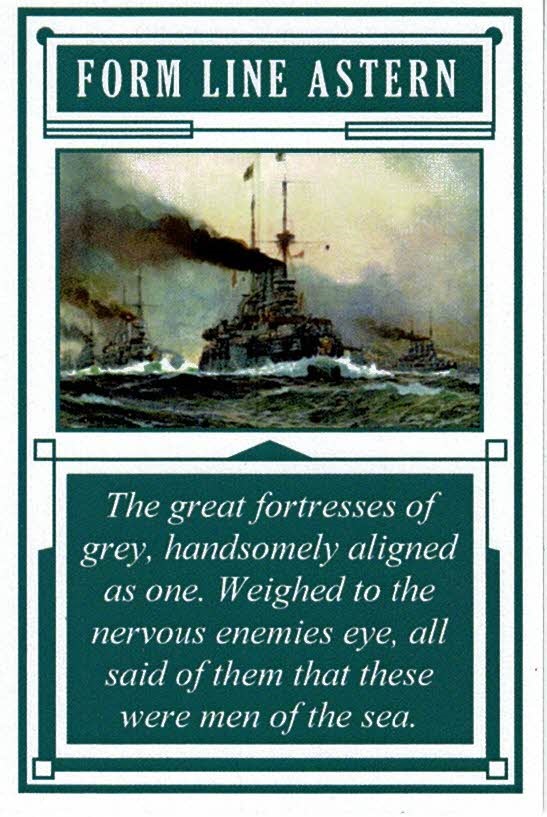 FORM LINE ASTERN
The great fortresses of
grey, handsomely aligned
as one. Weighed to the
nervous enemies eye, all
said of them that these
were men of the sea.